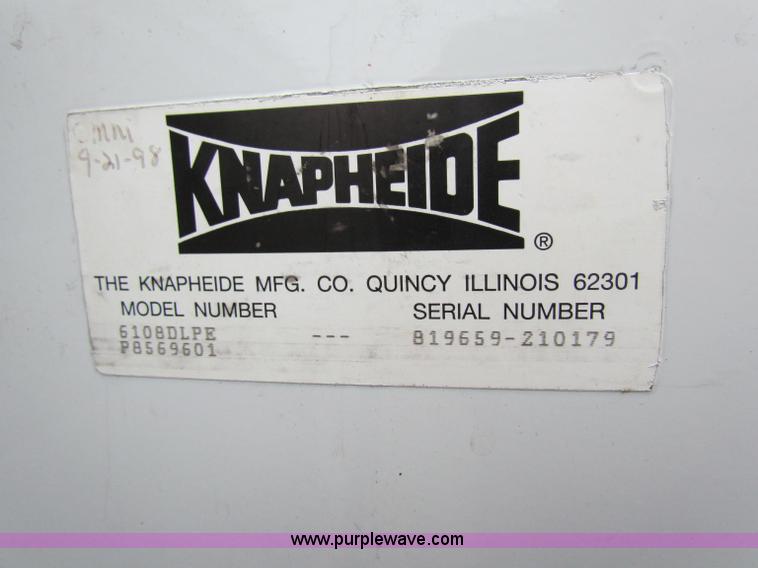 9-21-98
KNAPHEIDE ®
THE KNAPHEIDE MFG. CO. QUINCY ILLINOIS 62301
MODEL NUMBER SERIAL NUMBER
6108DLPE --- 819659-210179
P8569601
www.purplewave.com